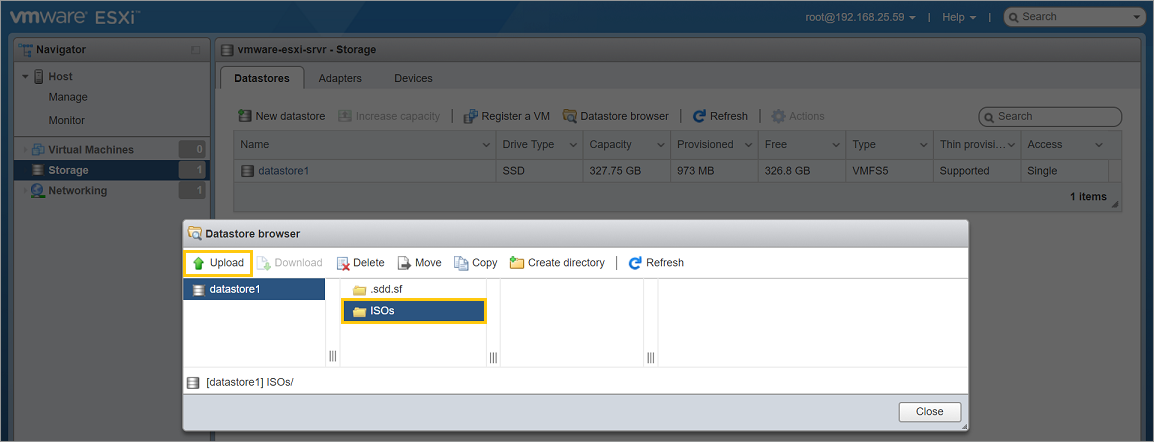 vmware ESXi™ root@192.168.25.59 | Help | Search
Navigator
Host
Manage
Monitor
Virtual Machines 0
Storage 1
Networking 1
vmware-esxi-srvr - Storage
Datastores Adapters Devices
New datastore Increase capacity | Register a VM Datastore browser | Refresh | Actions Search
Name Drive Type Capacity Provisioned Free Type Thin provisi... Access
datastore1 SSD 327.75 GB 973 MB 326.8 GB VMFS5 Supported Single
1 items
Datastore browser
Upload Download Delete Move Copy Create directory | Refresh
datastore1 .sdd.sf
ISOs
[datastore1] ISOs/
Close